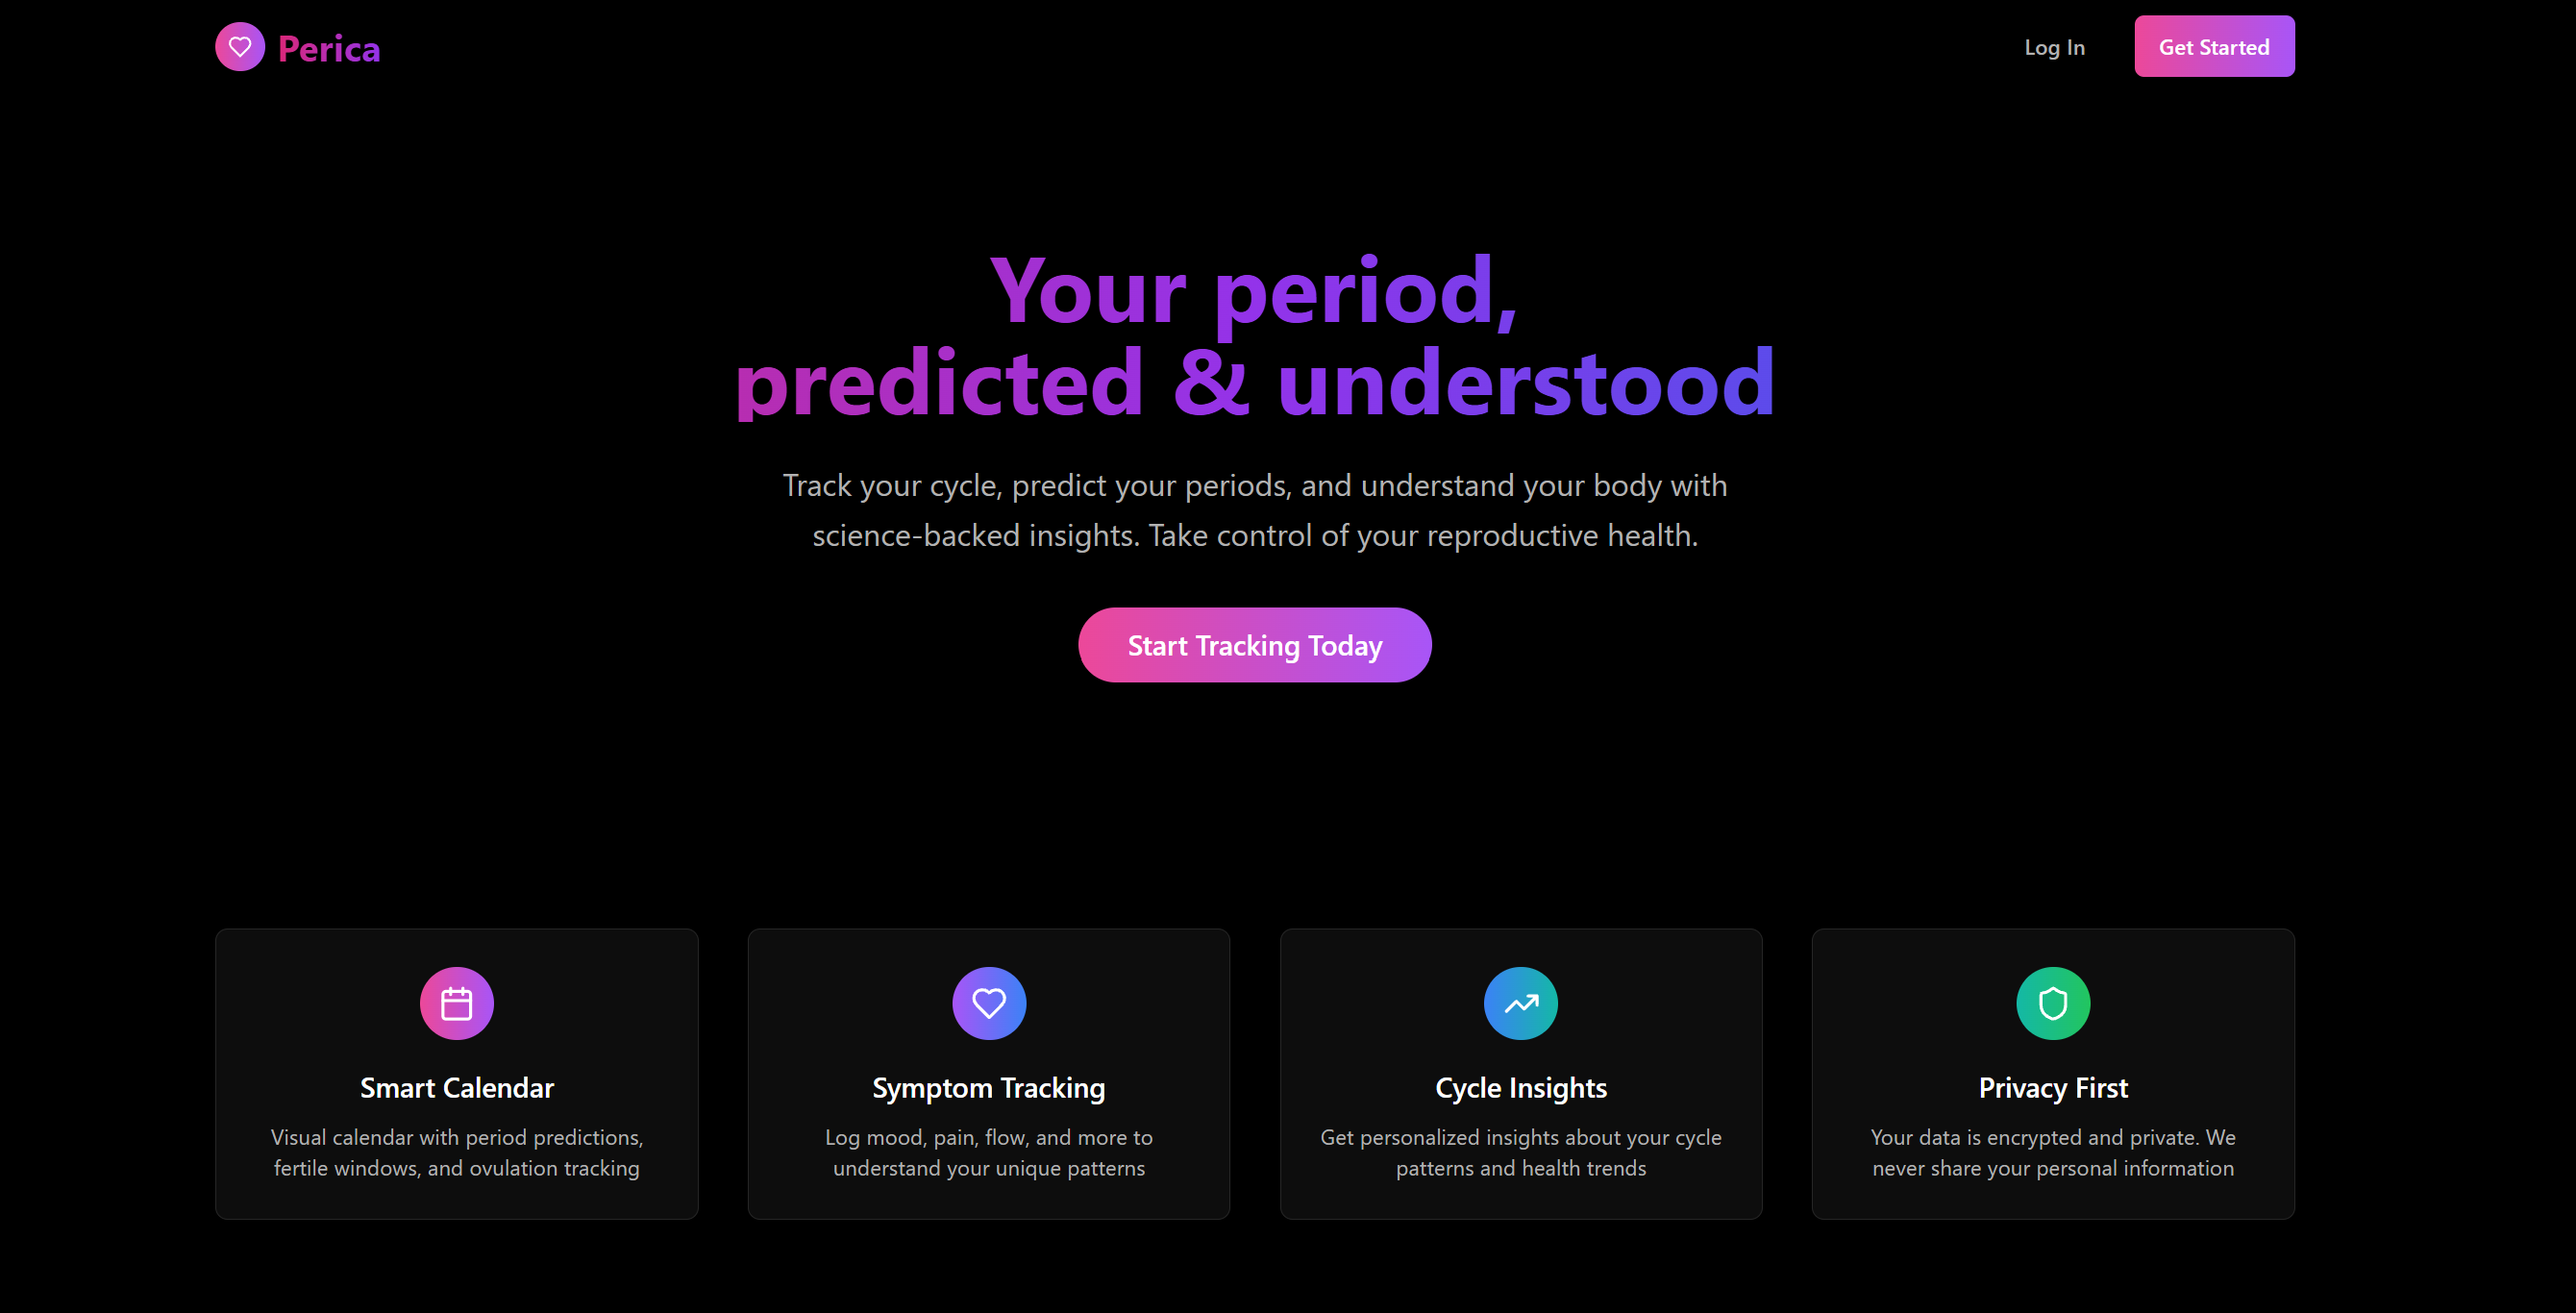 Perica
Log In
Get Started
Your period,
predicted & understood
Track your cycle, predict your periods, and understand your body with
science-backed insights. Take control of your reproductive health.
Start Tracking Today
Smart Calendar
Visual calendar with period predictions,
fertile windows, and ovulation tracking
Symptom Tracking
Log mood, pain, flow, and more to
understand your unique patterns
Cycle Insights
Get personalized insights about your cycle
patterns and health trends
Privacy First
Your data is encrypted and private. We
never share your personal information